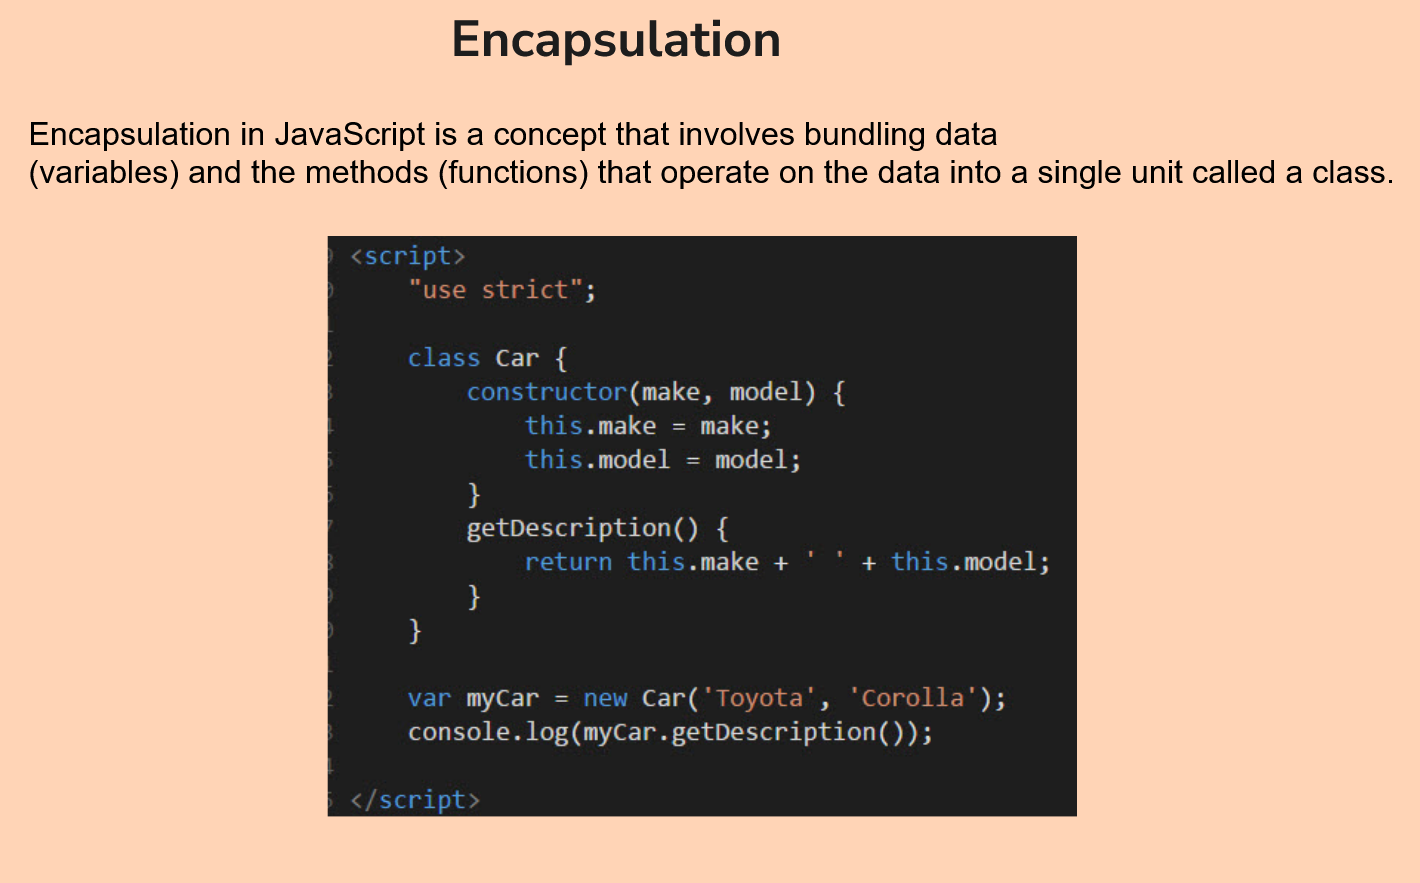 Encapsulation
Encapsulation in JavaScript is a concept that involves bundling data
(variables) and the methods (functions) that operate on the data into a single unit called a class.
<script>
"use strict";
class Car {
constructor(make, model) {
this.make = make;
this.model = model;
}
getDescription() {
return this.make + ' ' + this.model;
}
}
var myCar = new Car('Toyota', 'Corolla');
console.log(myCar.getDescription());
</script>